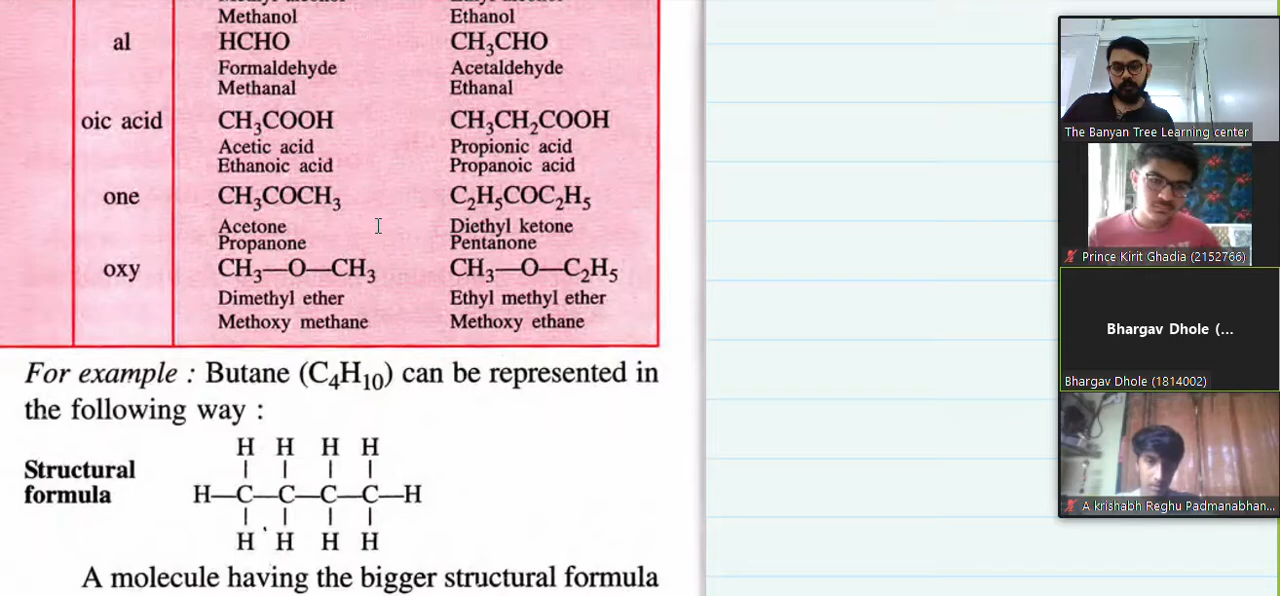 Methanol Ethanol
al HCHO CH₃CHO
Formaldehyde Acetaldehyde
Methanal Ethanal
oic acid CH₃COOH CH₃CH₂COOH
Acetic acid Propionic acid
Ethanoic acid Propanoic acid
one CH₃COCH₃ C₂H₅COC₂H₅
Acetone Diethyl ketone
Propanone Pentanone
oxy CH₃—O—CH₃ CH₃—O—C₂H₅
Dimethyl ether Ethyl methyl ether
Methoxy methane Methoxy ethane
For example : Butane (C₄H₁₀) can be represented in
the following way :
H H H H
Structural
formula H—C—C—C—C—H
H H H H
A molecule having the bigger structural formula
The Banyan Tree Learning center
Prince Kirit Ghadia (2152766)
Bhargav Dhole (...
Bhargav Dhole (1814002)
A krishabh Reghu Padmanabhan...